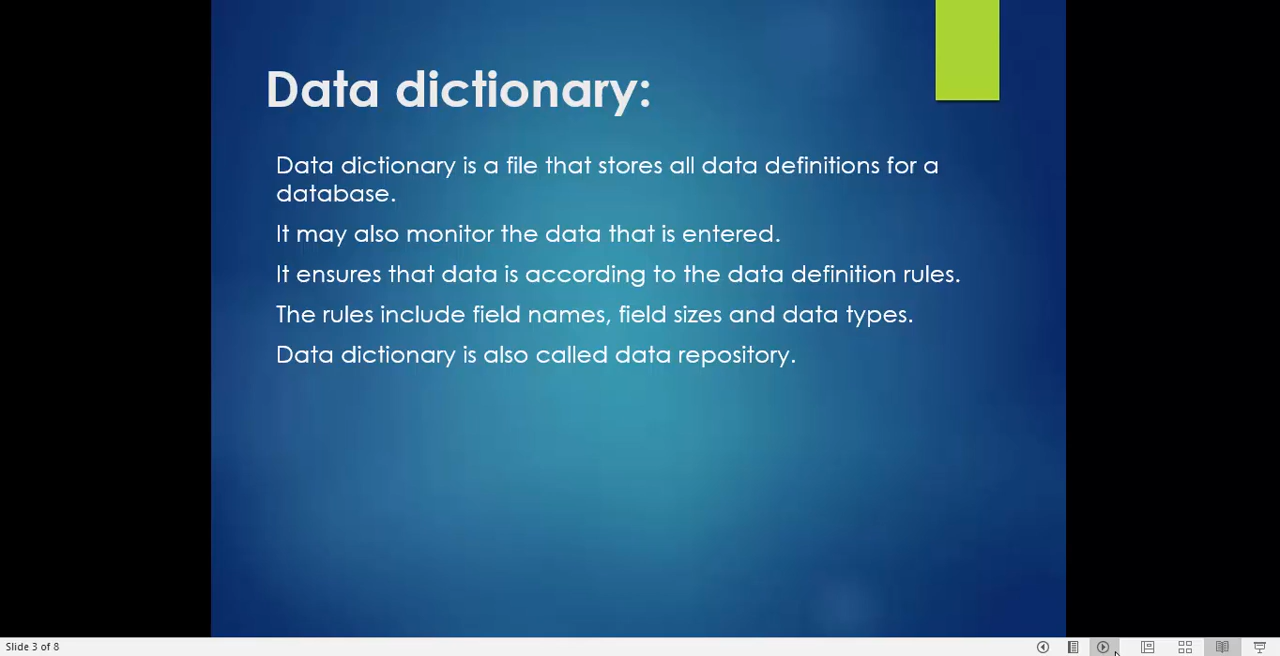 Data dictionary:
Data dictionary is a file that stores all data definitions for a
database.
It may also monitor the data that is entered.
It ensures that data is according to the data definition rules.
The rules include field names, field sizes and data types.
Data dictionary is also called data repository.
Slide 3 of 8